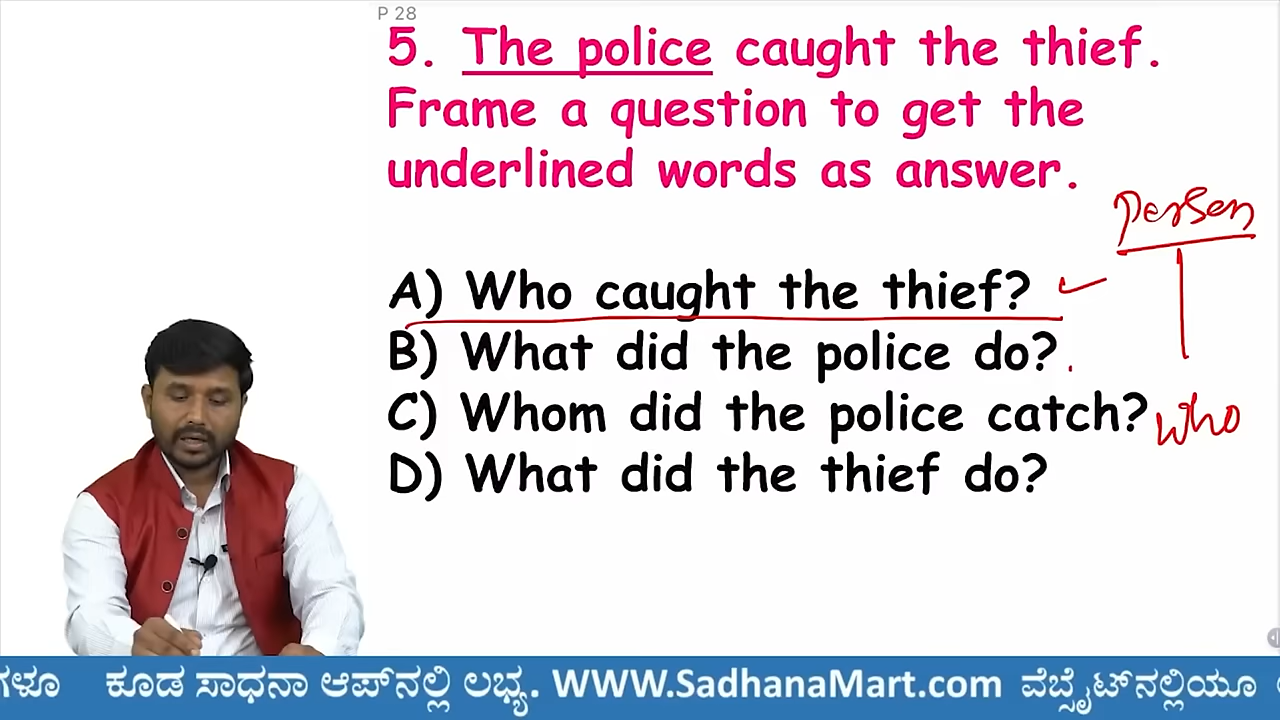 P 28
5. The police caught the thief.
Frame a question to get the
underlined words as answer.
person
A) Who caught the thief?
B) What did the police do?
C) Whom did the police catch?
who
D) What did the thief do?
ಗಳೂ ಕೂಡ ಸಾಧನಾ ಆಪ್‌ನಲ್ಲಿ ಲಭ್ಯ. WWW.SadhanaMart.com ವೆಬ್ಸೈಟ್‌ನಲ್ಲಿಯೂ